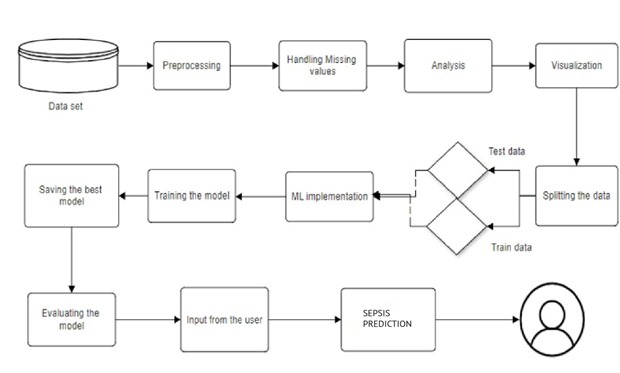 Data set
Preprocessing
Handling Missing
values
Analysis
Visualization
Test data
Splitting the data
Train data
ML implementation
Training the model
Saving the best
model
Evaluating the
model
Input from the user
SEPSIS
PREDICTION